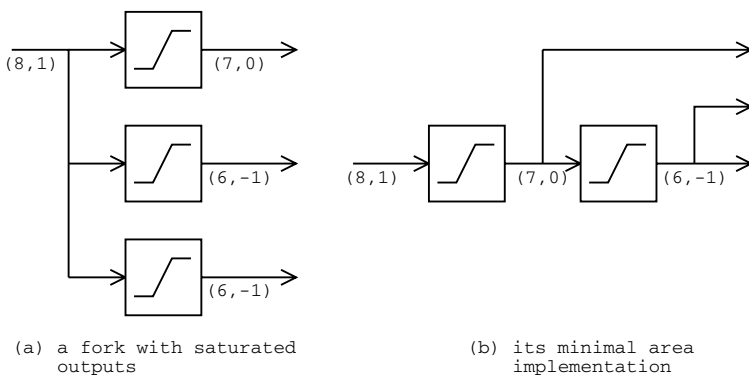 (8,1)
(7,0)
(6,-1)
(6,-1)
(a) a fork with saturated
outputs
(8,1)
(7,0)
(6,-1)
(b) its minimal area
implementation